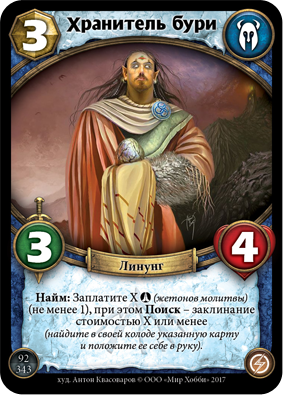 3
Хранитель бури
3
Линунг
4
Найм: Заплатите X (жетонов молитвы)
(не менее 1), при этом Поиск – заклинание
стоимостью X или менее
(найдите в своей колоде указанную карту
и положите ее себе в руку).
92
343
худ. Антон Квасоваров © ООО «Мир Хобби» 2017